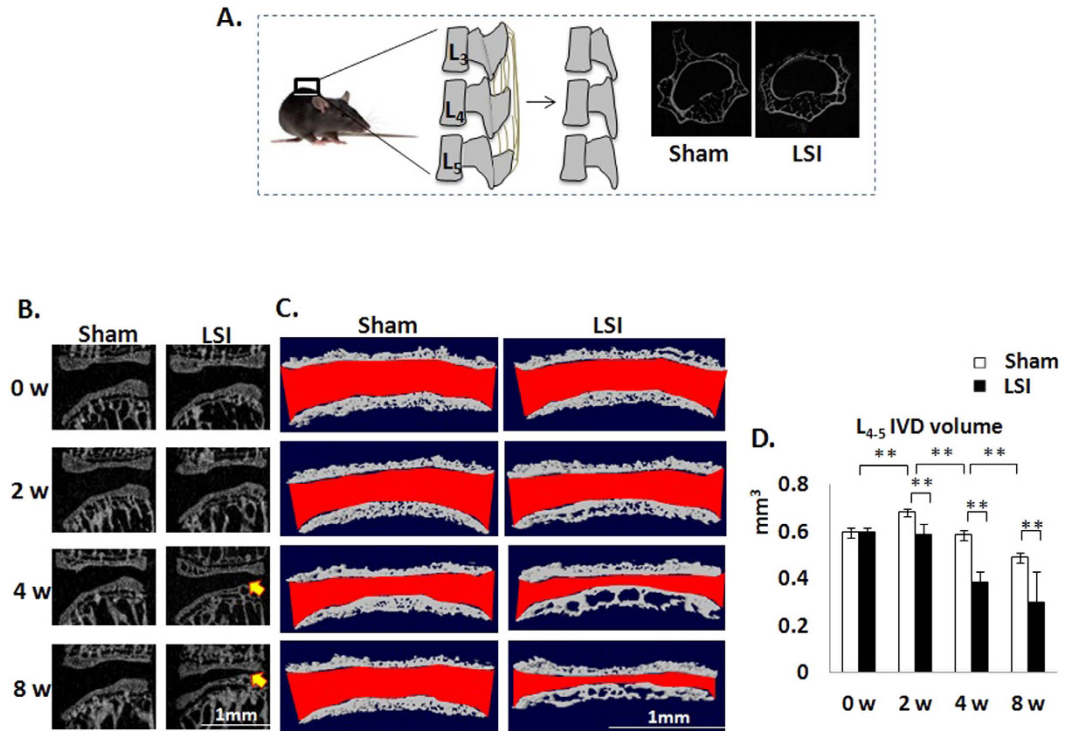 A.
L3
L4
L5
Sham LSI
B.
Sham LSI
0 w
2 w
4 w
8 w
1mm
C.
Sham LSI
1mm
Sham
LSI
D.
L4-5 IVD volume
** ** **
** ** **
mm³
0.8
0.6
0.4
0.2
0
0 w 2 w 4 w 8 w